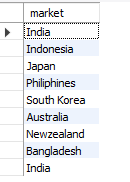 market
India
Indonesia
Japan
Philiphines
South Korea
Australia
Newzealand
Bangladesh
India